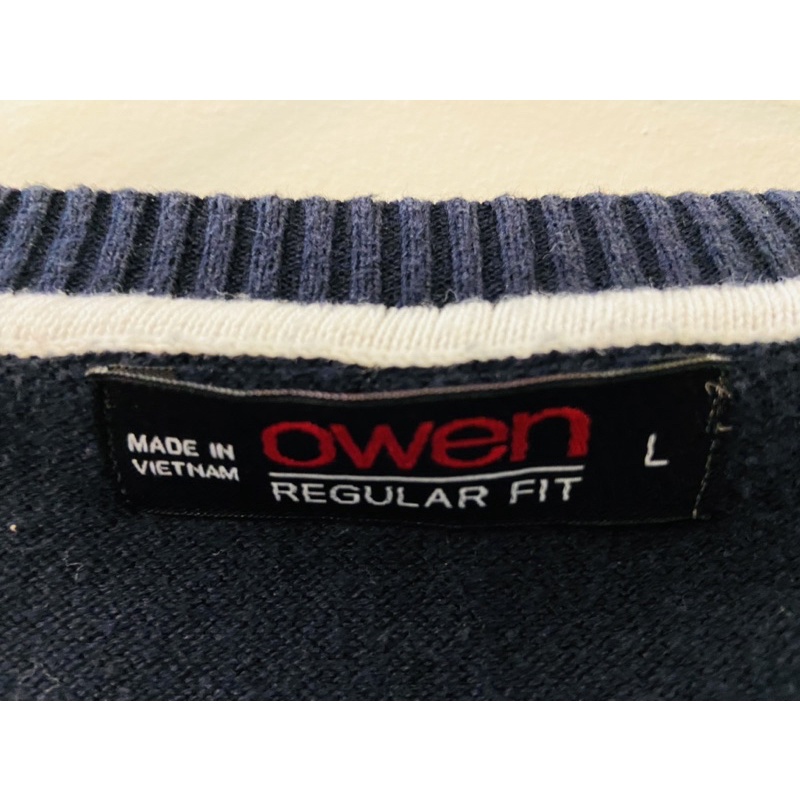 MADE IN
VIETNAM
owen
REGULAR FIT
L